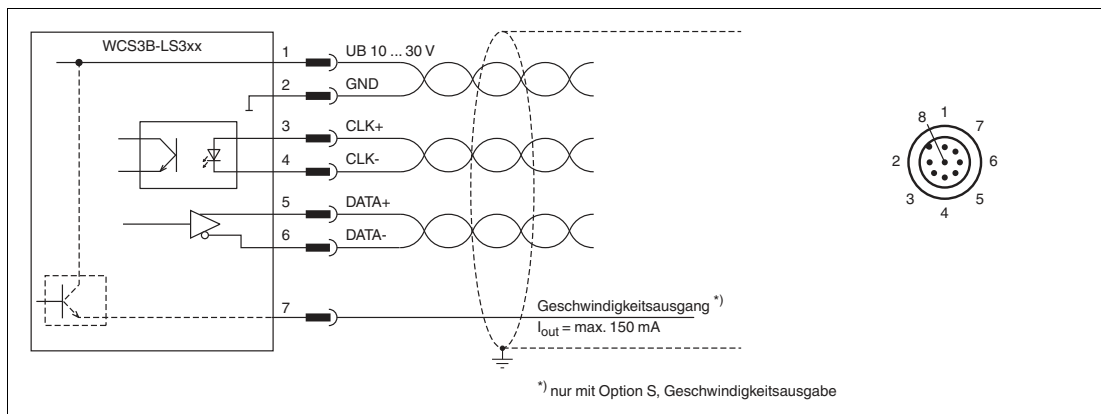 WCS3B-LS3xx
1 UB 10 ... 30 V
2 GND
3 CLK+
4 CLK-
5 DATA+
6 DATA-
7 Geschwindigkeitsausgang *)
I_out = max. 150 mA
*) nur mit Option S, Geschwindigkeitsausgabe
8 1 7
2 6
3 5
4